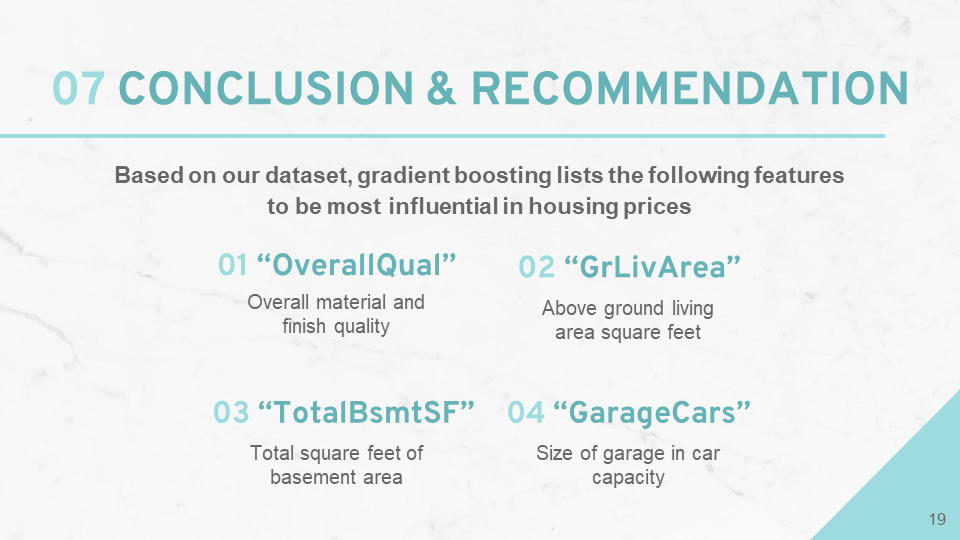 07 CONCLUSION & RECOMMENDATION
Based on our dataset, gradient boosting lists the following features
to be most influential in housing prices
01 “OverallQual”
Overall material and
finish quality
02 “GrLivArea”
Above ground living
area square feet
03 “TotalBsmtSF”
Total square feet of
basement area
04 “GarageCars”
Size of garage in car
capacity
19